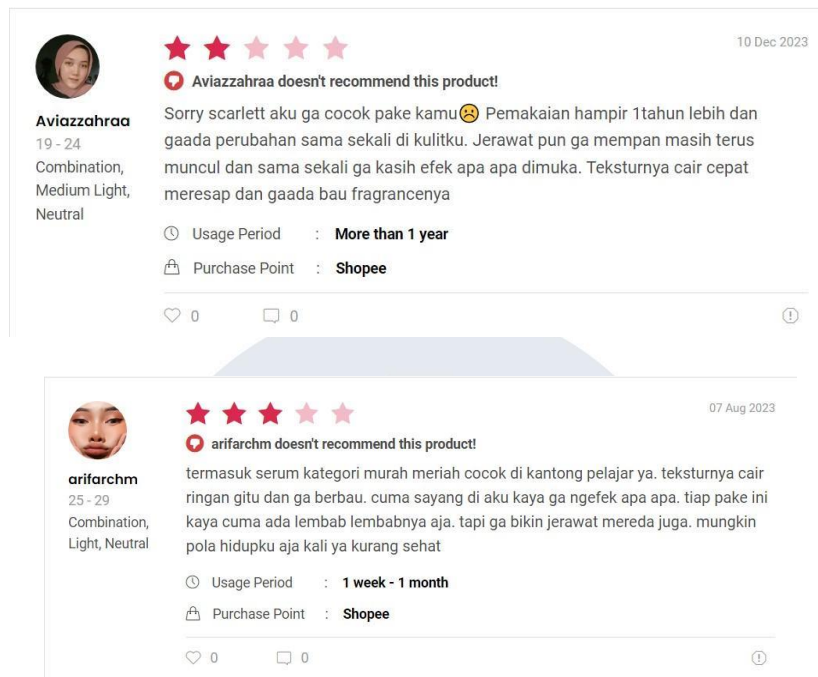 10 Dec 2023
Aviazzahraa doesn't recommend this product!
Aviazzahraa
19 - 24
Combination,
Medium Light,
Neutral
Sorry scarlett aku ga cocok pake kamu☹️ Pemakaian hampir 1tahun lebih dan
gaada perubahan sama sekali di kulitku. Jerawat pun ga mempan masih terus
muncul dan sama sekali ga kasih efek apa apa dimuka. Teksturnya cair cepat
meresap dan gaada bau fragrancenya
Usage Period : More than 1 year
Purchase Point : Shopee
0 0
07 Aug 2023
arifarchm doesn't recommend this product!
arifarchm
25 - 29
Combination,
Light, Neutral
termasuk serum kategori murah meriah cocok di kantong pelajar ya. teksturnya cair
ringan gitu dan ga berbau. cuma sayang di aku kaya ga ngefek apa apa. tiap pake ini
kaya cuma ada lembab lembabnya aja. tapi ga bikin jerawat mereda juga. mungkin
pola hidupku aja kali ya kurang sehat
Usage Period : 1 week - 1 month
Purchase Point : Shopee
0 0